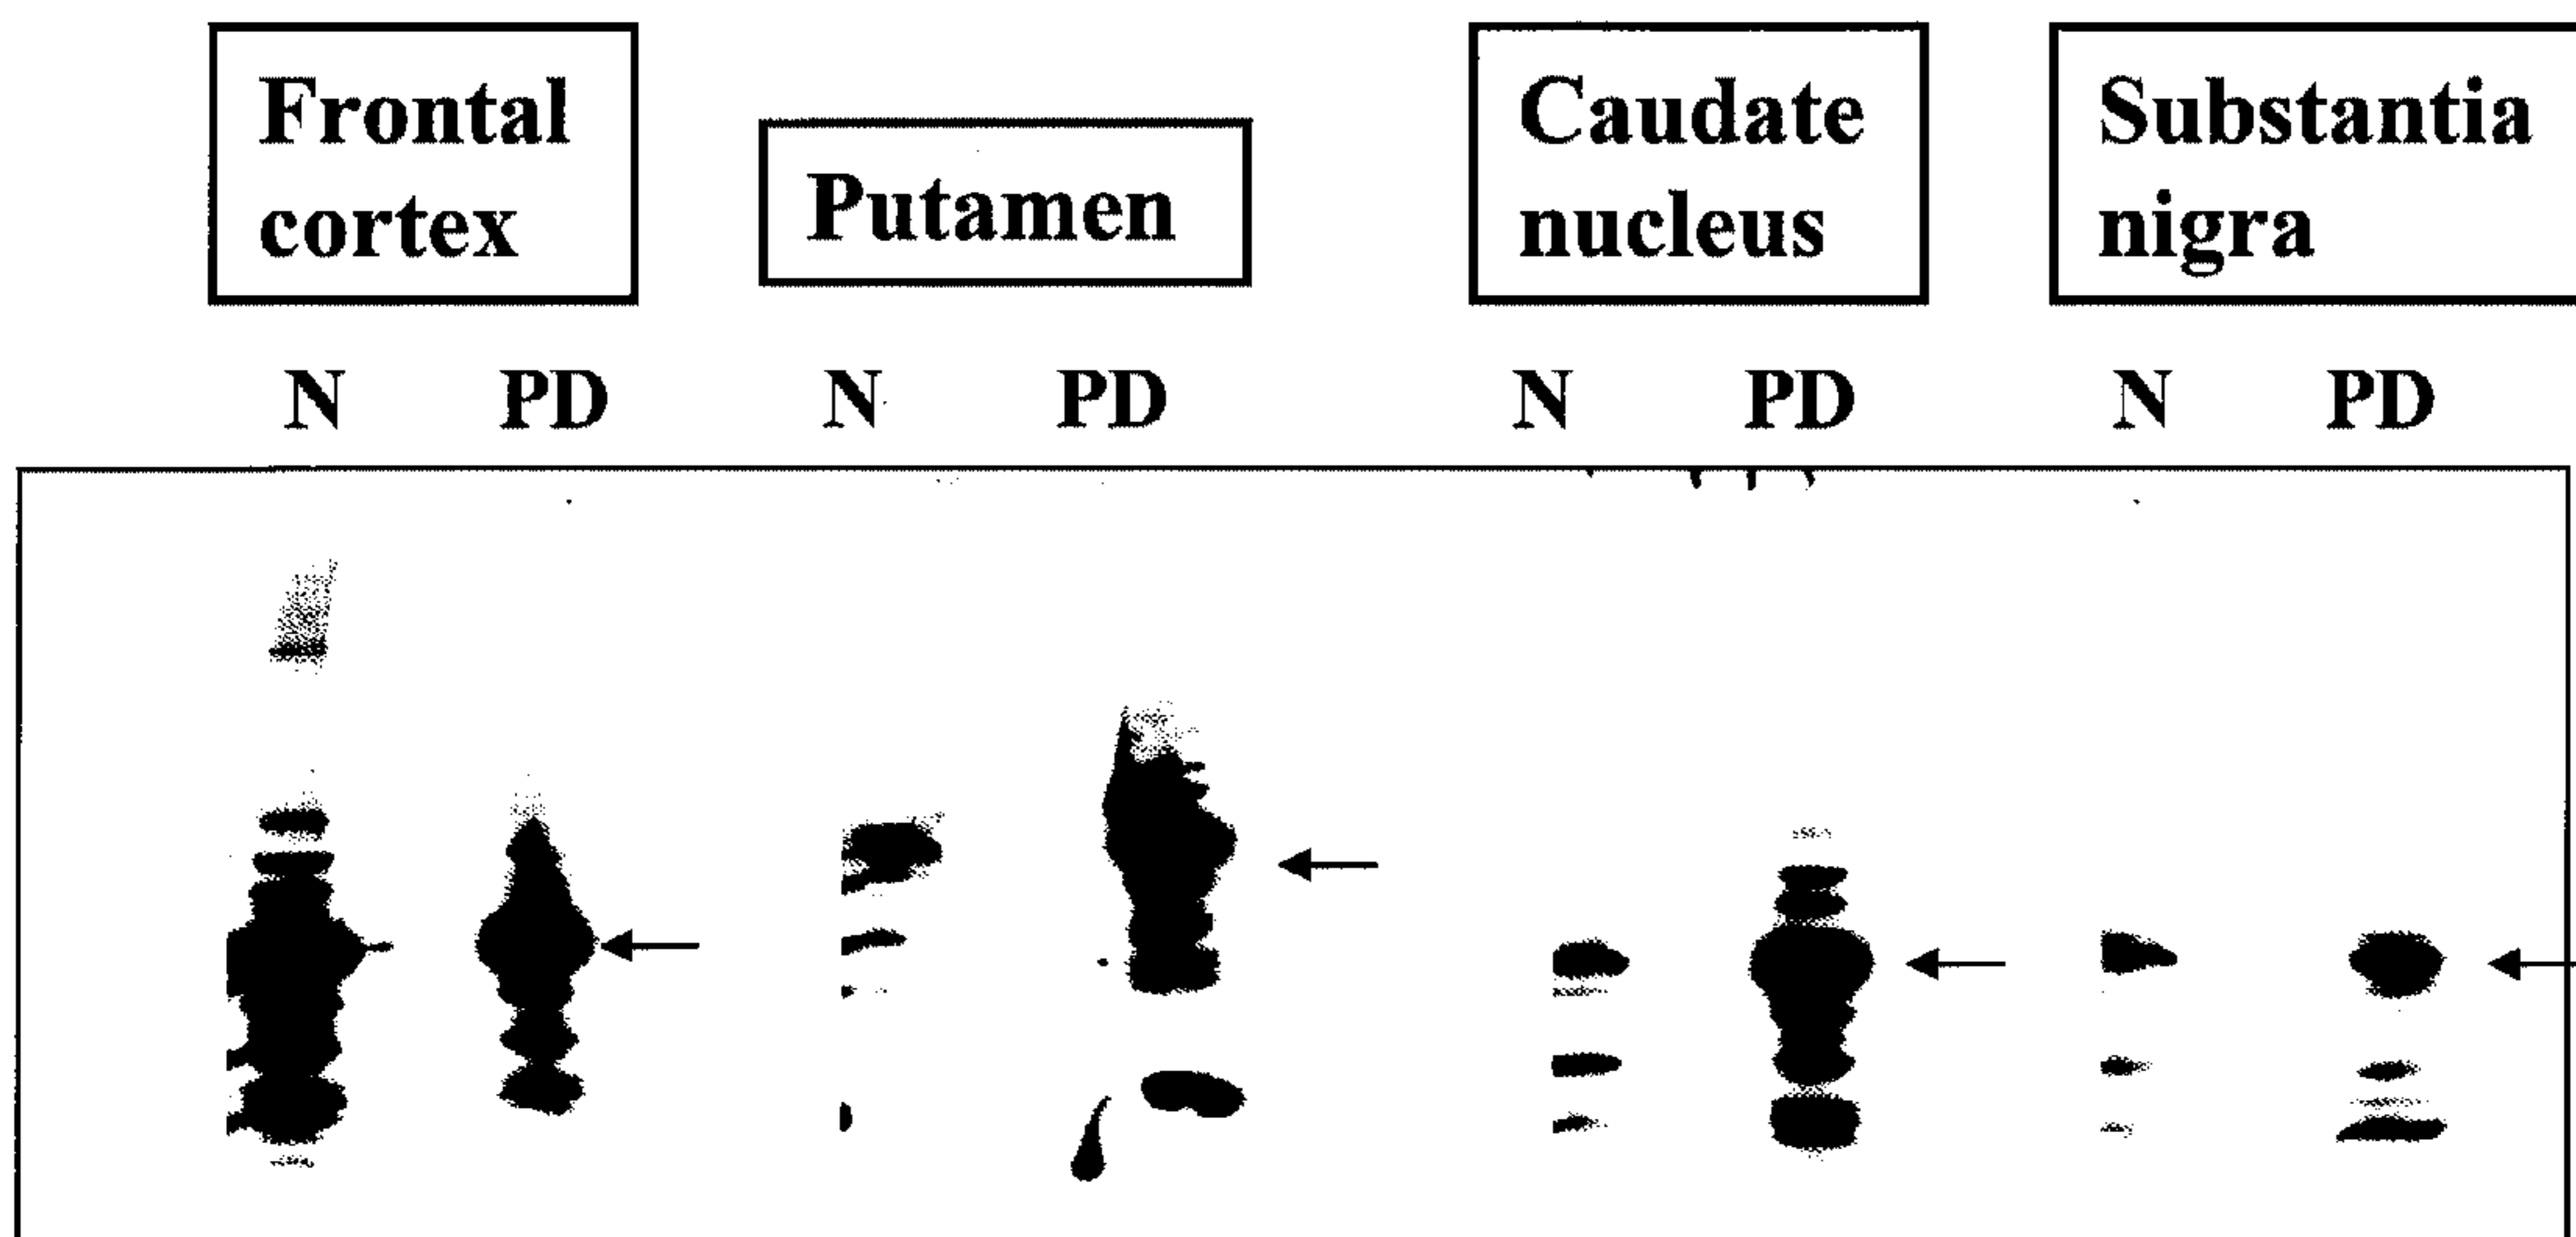 Frontal
cortex
Putamen
Caudate
nucleus
Substantia
nigra
N PD N PD N PD N PD